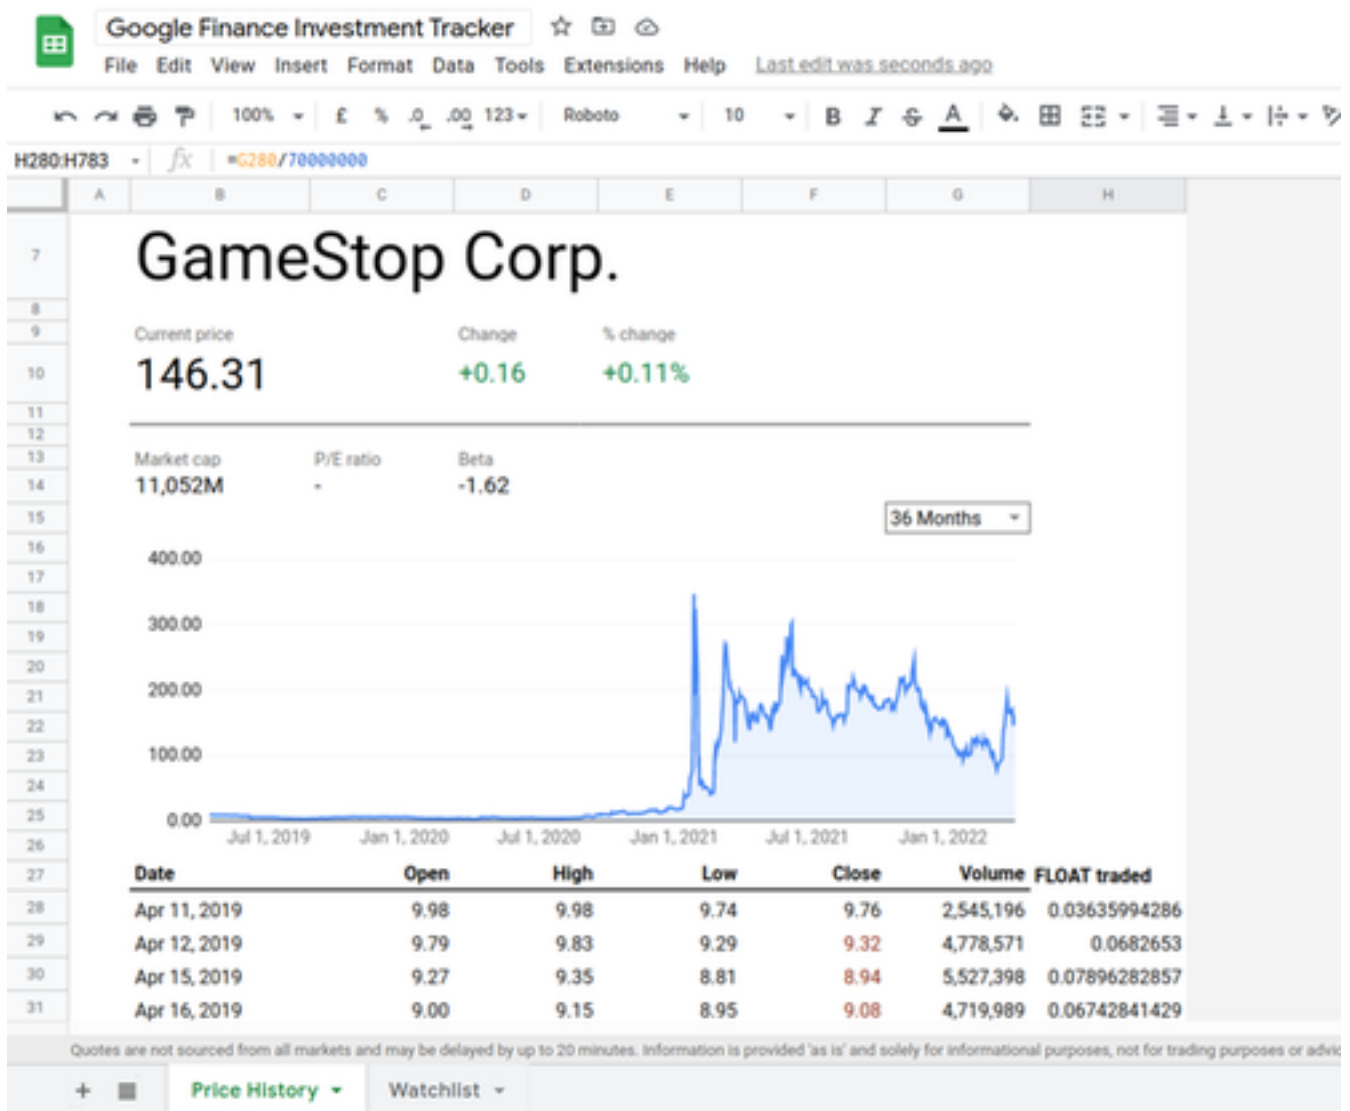 Google Finance Investment Tracker
File Edit View Insert Format Data Tools Extensions Help Last edit was seconds ago
100% £ % .0 .00 123 Roboto 10 B I S A
H280:H783 fx =G280/70000000
A B C D E F G H
7 GameStop Corp.
8
9 Current price Change % change
10 146.31 +0.16 +0.11%
11
12
13 Market cap P/E ratio Beta
14 11,052M - -1.62
15 36 Months
16 400.00
17
18
19 300.00
20
21 200.00
22
23 100.00
24
25 0.00
26 Jul 1, 2019 Jan 1, 2020 Jul 1, 2020 Jan 1, 2021 Jul 1, 2021 Jan 1, 2022
27 Date Open High Low Close Volume FLOAT traded
28 Apr 11, 2019 9.98 9.98 9.74 9.76 2,545,196 0.03635994286
29 Apr 12, 2019 9.79 9.83 9.29 9.32 4,778,571 0.0682653
30 Apr 15, 2019 9.27 9.35 8.81 8.94 5,527,398 0.07896282857
31 Apr 16, 2019 9.00 9.15 8.95 9.08 4,719,989 0.06742841429
Quotes are not sourced from all markets and may be delayed by up to 20 minutes. Information is provided 'as is' and solely for informational purposes, not for trading purposes or advic
+ Price History Watchlist